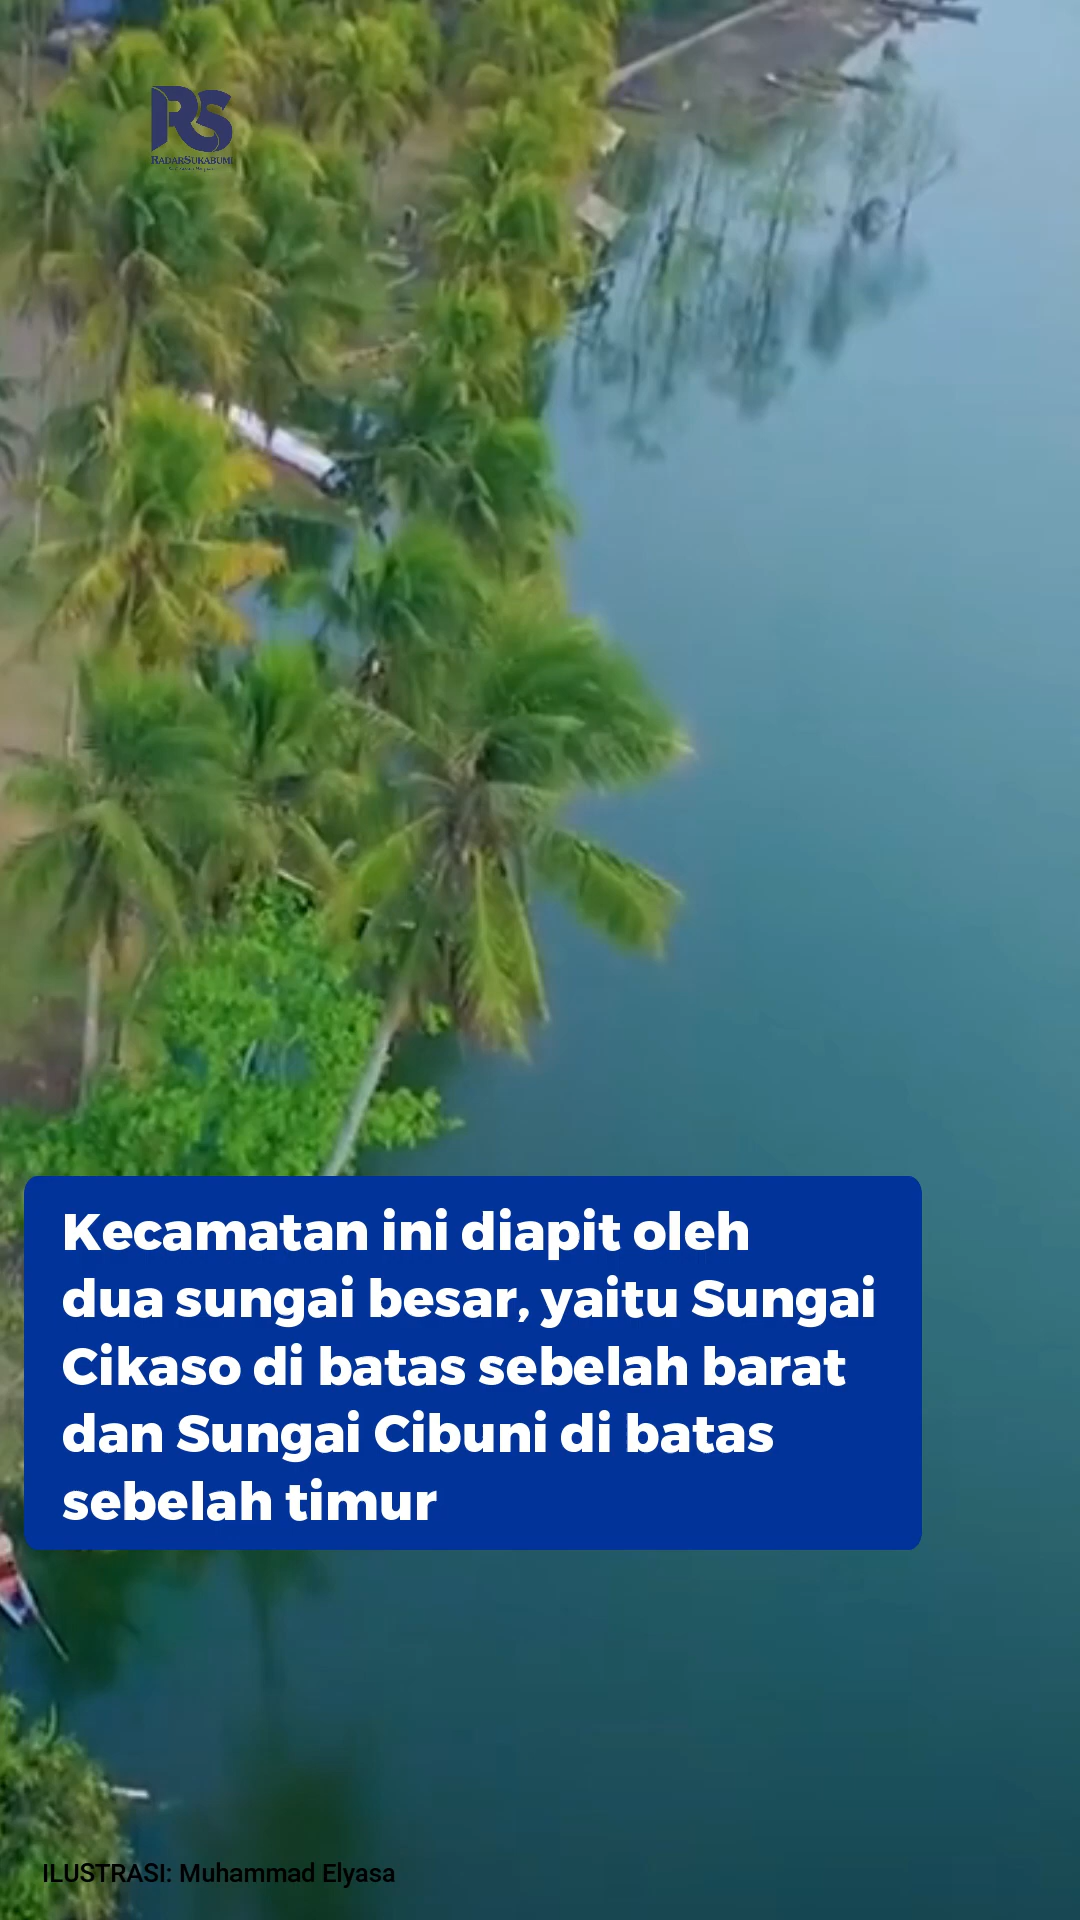 RS
RADARSUKABUMI
Kecamatan ini diapit oleh
dua sungai besar, yaitu Sungai
Cikaso di batas sebelah barat
dan Sungai Cibuni di batas
sebelah timur
ILUSTRASI: Muhammad Elyasa